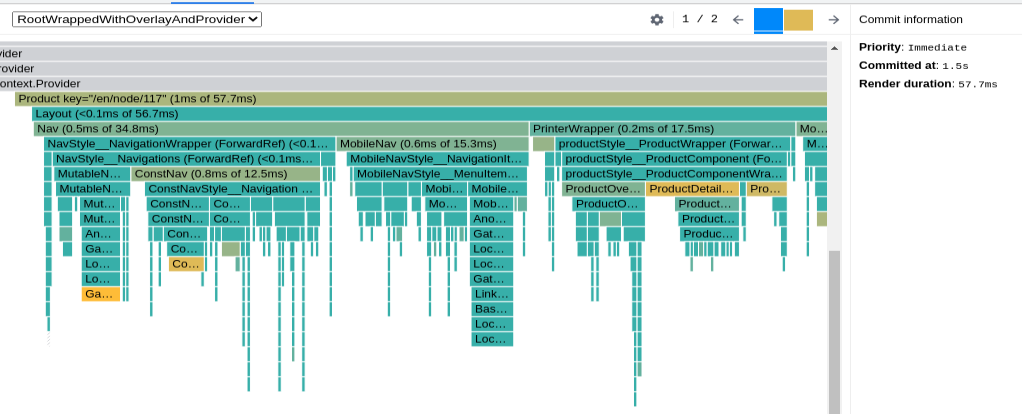 RootWrappedWithOverlayAndProvider
1 / 2
Commit information
Priority: Immediate
Committed at: 1.5s
Render duration: 57.7ms
vider
rovider
ontext.Provider
Product key="/en/node/117" (1ms of 57.7ms)
Layout (<0.1ms of 56.7ms)
Nav (0.5ms of 34.8ms) PrinterWrapper (0.2ms of 17.5ms) Mo...
NavStyle__NavigationWrapper (ForwardRef) (<0.1... MobileNav (0.6ms of 15.3ms) productStyle__ProductWrapper (Forwar... M...
NavStyle__Navigations (ForwardRef) (<0.1ms... MobileNavStyle__NavigationIt... productStyle__ProductComponent (Fo...
MutableN... ConstNav (0.8ms of 12.5ms) MobileNavStyle__MenuItem... productStyle__ProductComponentWra...
MutableN... ConstNavStyle__Navigation ... Mobi... Mobile... ProductOve... ProductDetail... Pro...
Mut... ConstN... Co... Mo... Mob... ProductO... Product...
Mut... ConstN... Co... Ano... Product...
An... Con... Gat... Produc...
Ga... Co... Loc...
Lo... Co... Loc...
Lo... Gat...
Ga... Link...
Bas...
Loc...
Loc...